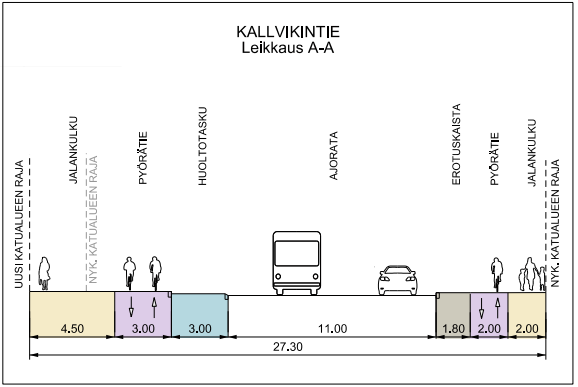 KALLVIKINTIE
Leikkaus A-A
UUSI KATUALUEEN RAJA
JALANKULKU
NYK. KATUALUEEN RAJA
PYÖRÄTIE
HUOLTOTASKU
AJORATA
EROTUSKAISTA
PYÖRÄTIE
JALANKULKU
NYK. KATUALUEEN RAJA
4.50
3.00
3.00
11.00
1.80
2.00
2.00
27.30